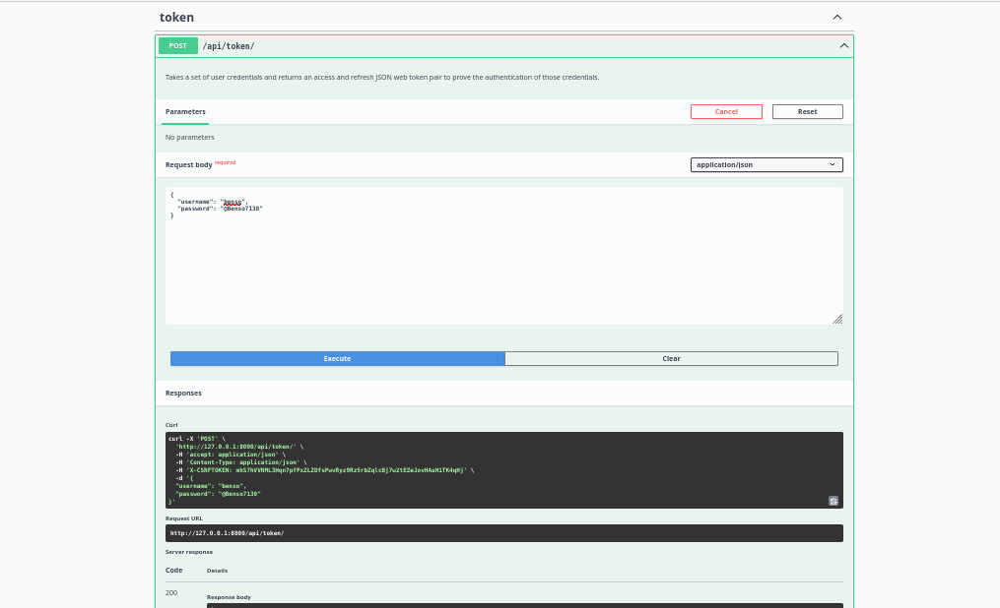 token
POST /api/token/
Takes a set of user credentials and returns an access and refresh JSON web token pair to prove the authentication of those credentials.
Parameters
Cancel
Reset
No parameters
Request body required
application/json
{
"username": "benso",
"password": "@Benso7130"
}
Execute
Clear
Responses
Curl
curl -X 'POST' \
'http://127.0.0.1:8000/api/token/' \
-H 'accept: application/json' \
-H 'Content-Type: application/json' \
-H 'X-CSRFTOKEN: \
-d '{
"username": "benso",
"password": "@Benso7130"
}'
Request URL
http://127.0.0.1:8000/api/token/
Server response
Code Details
200
Response body